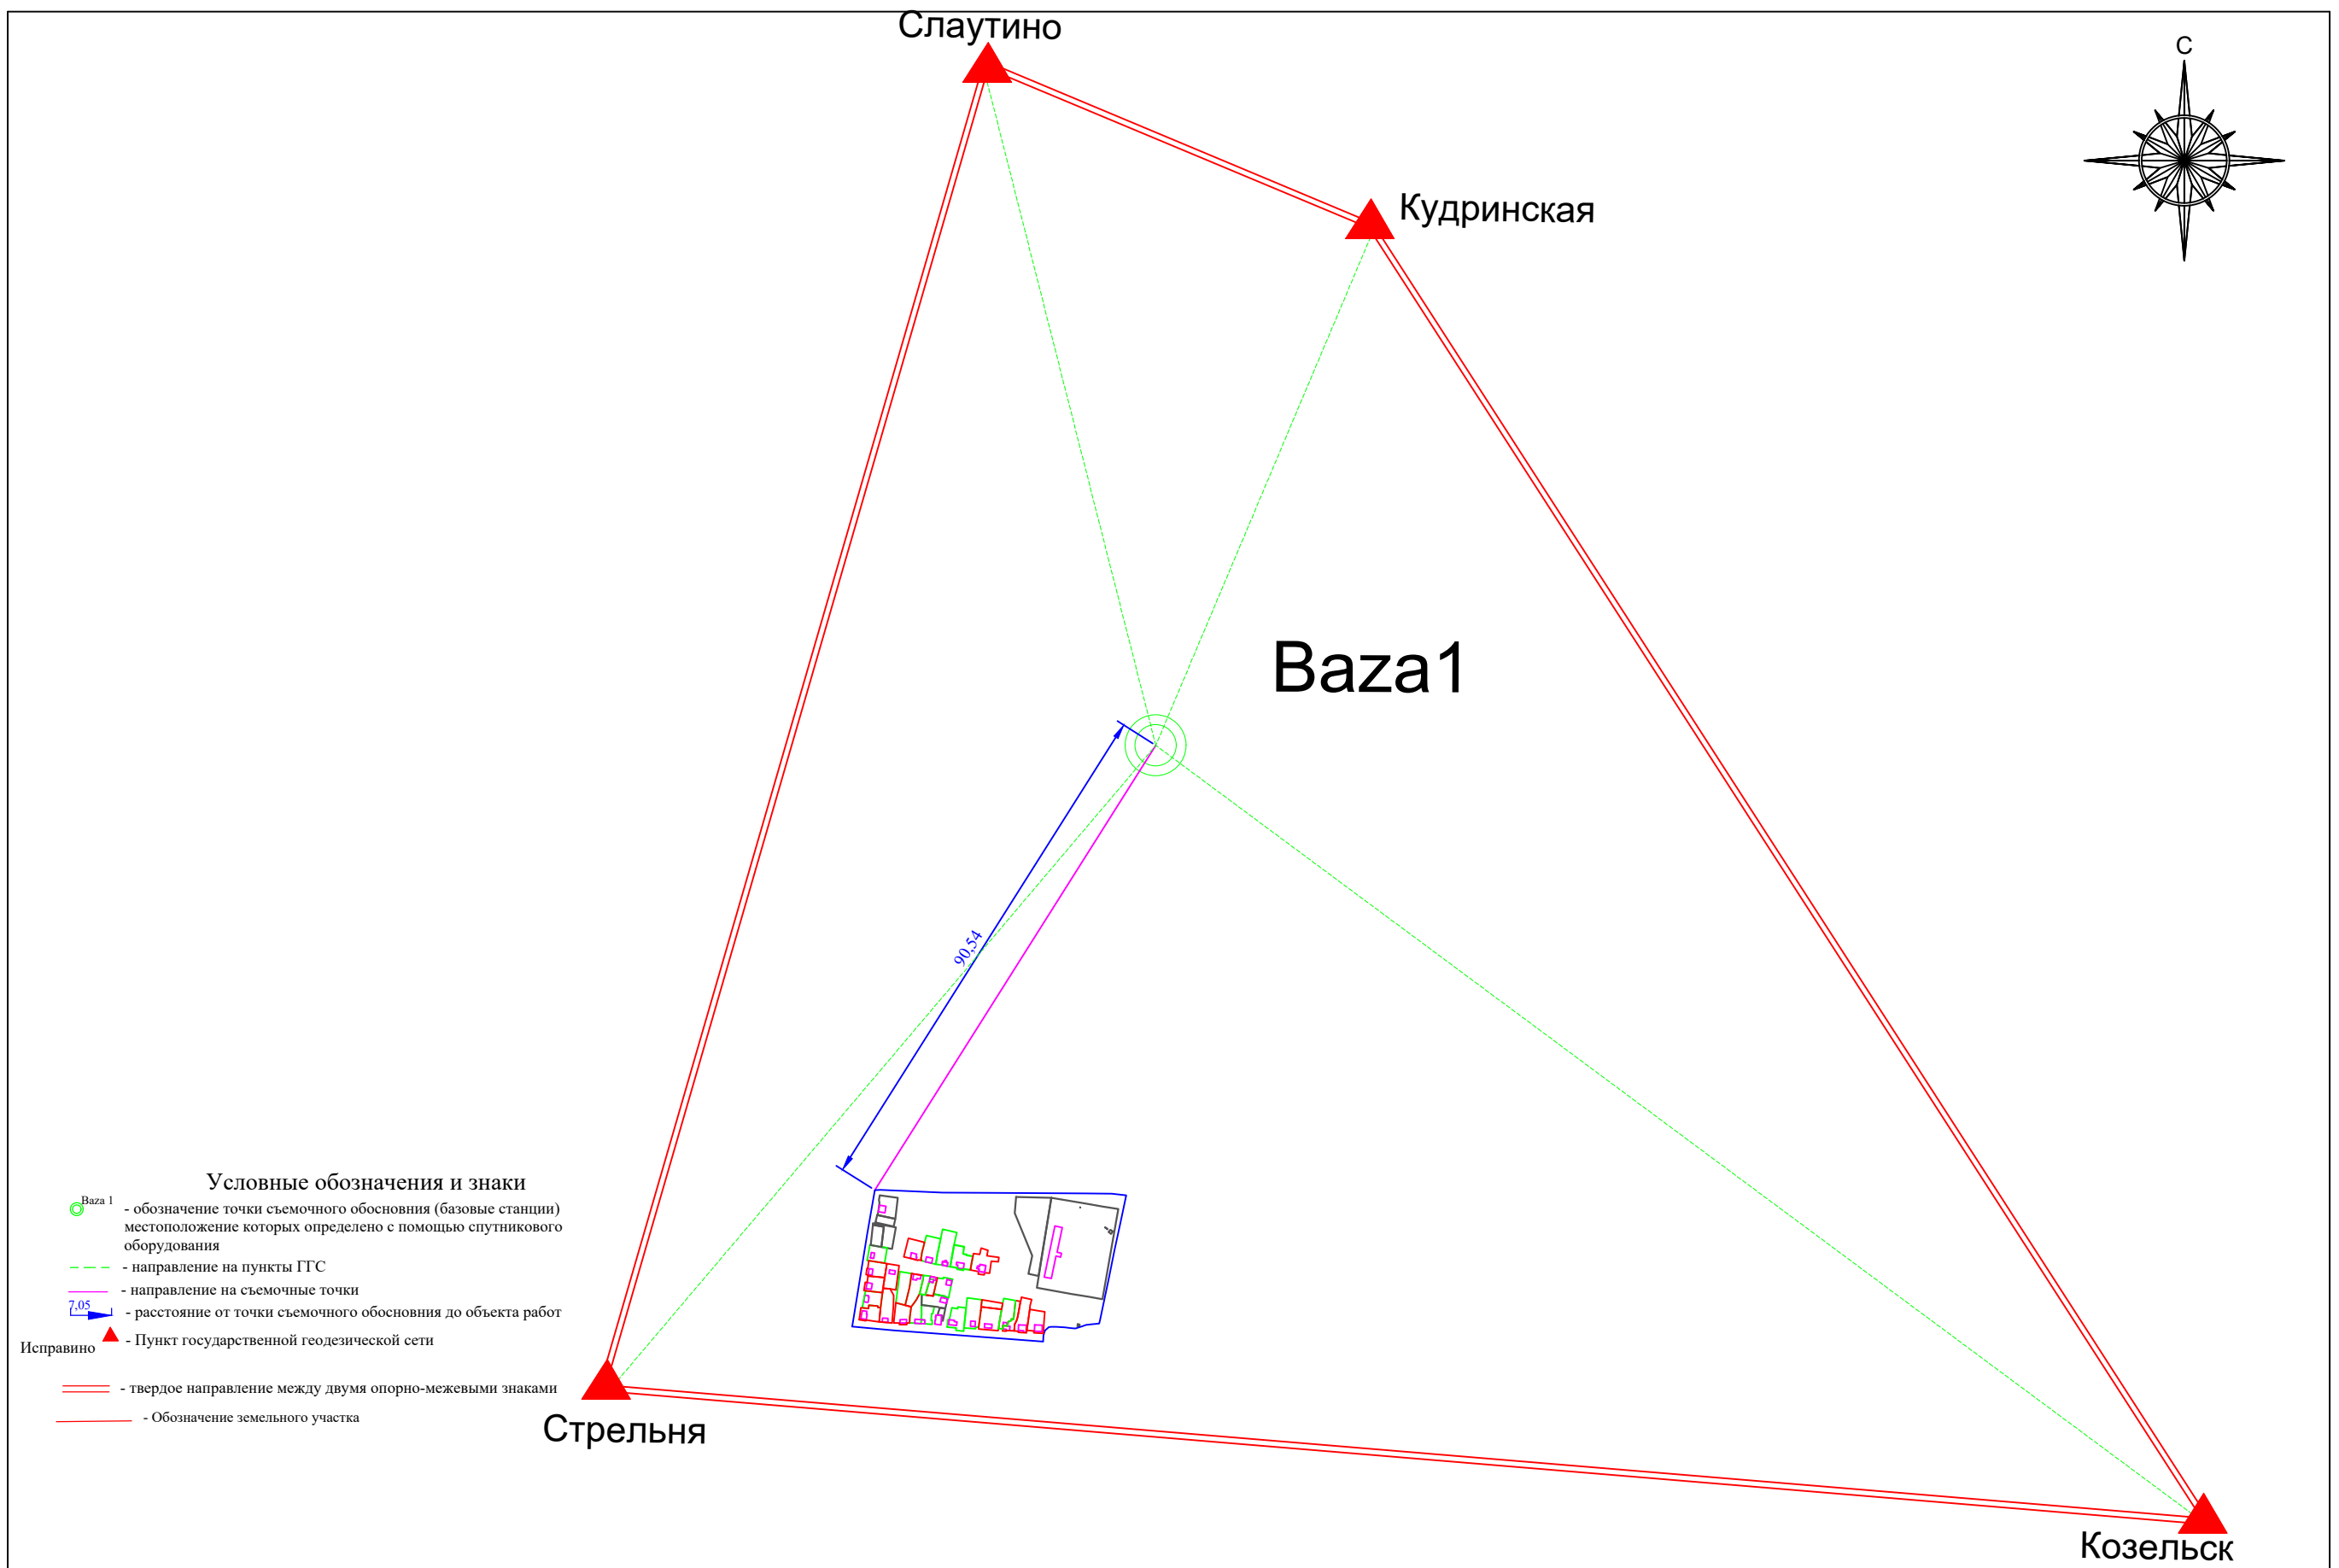 Слаутино
С
Кудринская
Baza1
90,54
Условные обозначения и знаки
Baza 1
- обозначение точки съемочного обосновния (базовые станции)
местоположение которых определено с помощью спутникового
оборудования
- направление на пункты ГГС
- направление на съемочные точки
7,05
- расстояние от точки съемочного обосновния до объекта работ
- Пункт государственной геодезической сети
Исправино
- твердое направление между двумя опорно-межевыми знаками
- Обозначение земельного участка
Стрельня
Козельск